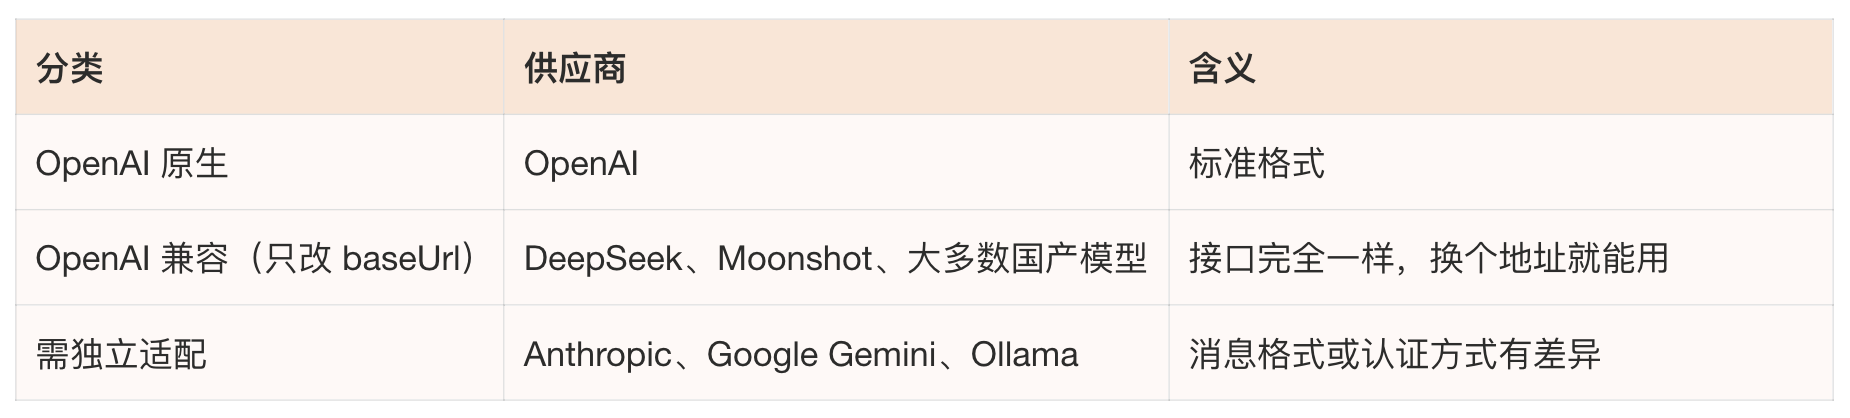 分类 供应商 含义
OpenAI 原生 OpenAI 标准格式
OpenAI 兼容（只改 baseUrl） DeepSeek、Moonshot、大多数国产模型 接口完全一样，换个地址就能用
需独立适配 Anthropic、Google Gemini、Ollama 消息格式或认证方式有差异